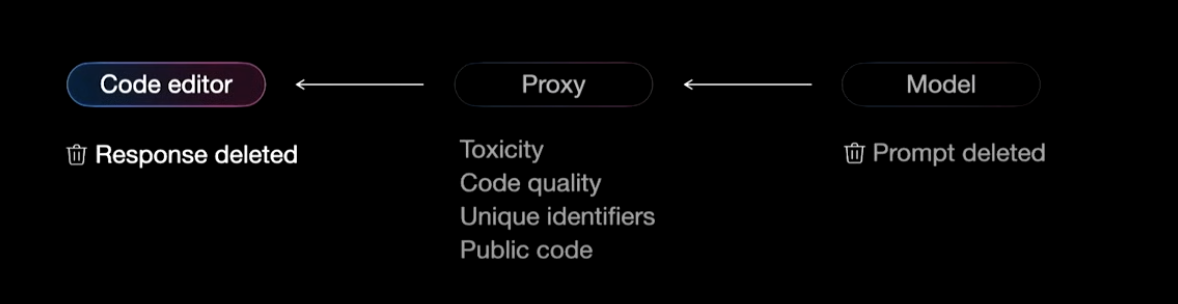 Code editor
Proxy
Model
Response deleted
Toxicity
Code quality
Unique identifiers
Public code
Prompt deleted